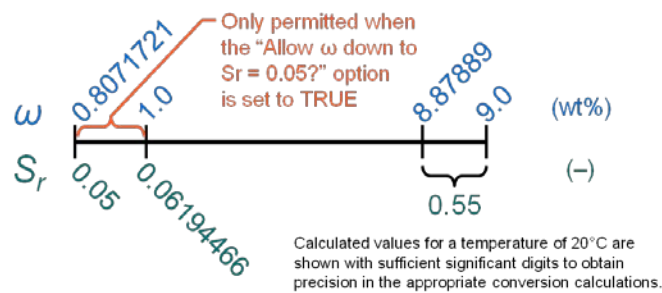 Only permitted when
the “Allow ω down to
Sr = 0.05?” option
is set to TRUE
ω 0.8071721 1.0 8.87889 9.0 (wt%)
Sr 0.05 0.06194466 0.55 (–)
Calculated values for a temperature of 20°C are
shown with sufficient significant digits to obtain
precision in the appropriate conversion calculations.